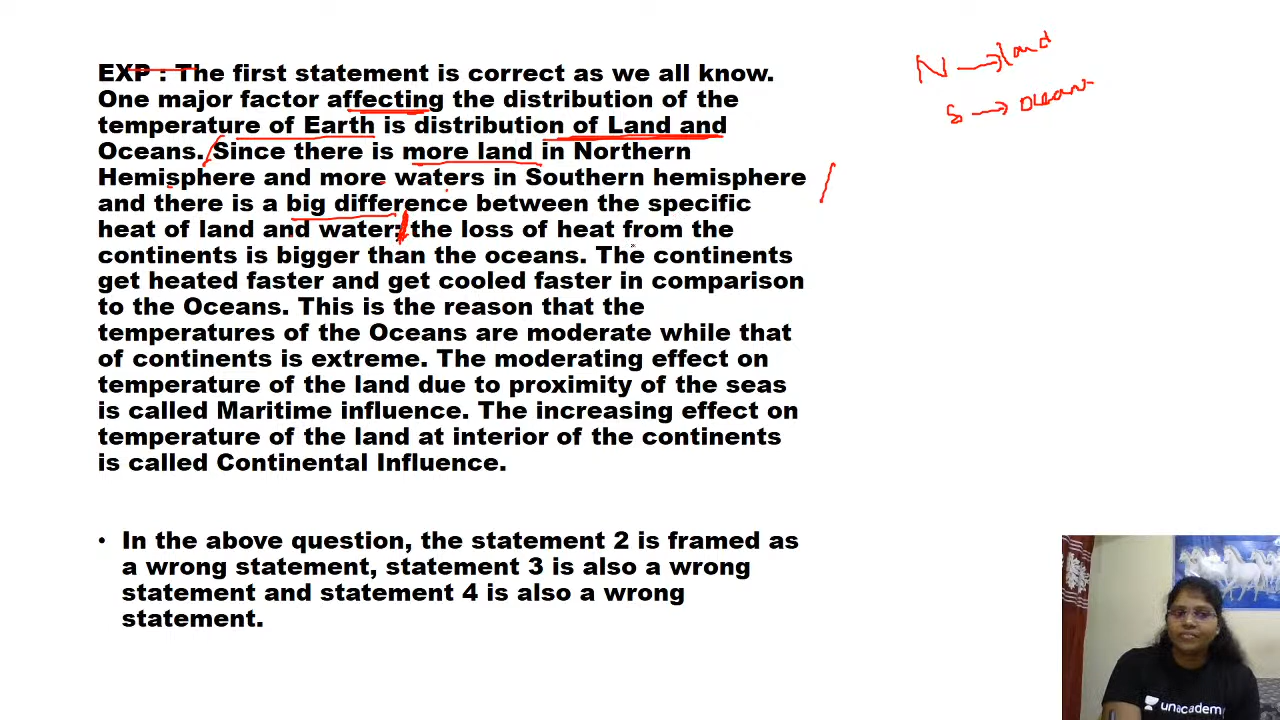 EXP : The first statement is correct as we all know.
One major factor affecting the distribution of the
temperature of Earth is distribution of Land and
Oceans. Since there is more land in Northern
Hemisphere and more waters in Southern hemisphere
and there is a big difference between the specific
heat of land and water; the loss of heat from the
continents is bigger than the oceans. The continents
get heated faster and get cooled faster in comparison
to the Oceans. This is the reason that the
temperatures of the Oceans are moderate while that
of continents is extreme. The moderating effect on
temperature of the land due to proximity of the seas
is called Maritime influence. The increasing effect on
temperature of the land at interior of the continents
is called Continental Influence.
• In the above question, the statement 2 is framed as
a wrong statement, statement 3 is also a wrong
statement and statement 4 is also a wrong
statement.
N → land
S → oceans
unacademy